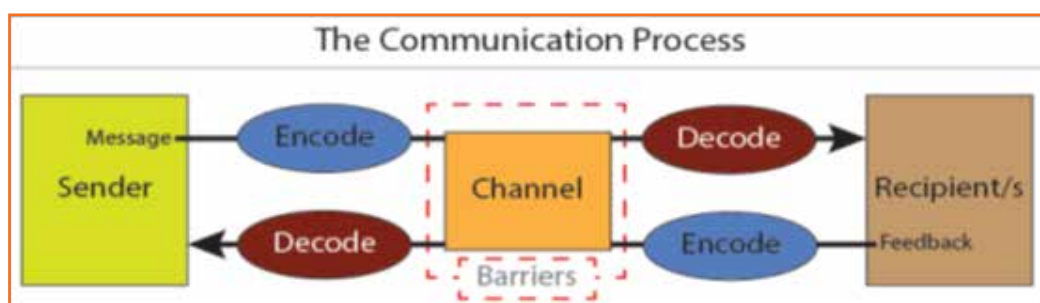 The Communication Process
Message
Encode
Decode
Sender
Channel
Recipient/s
Decode
Encode
Feedback
Barriers